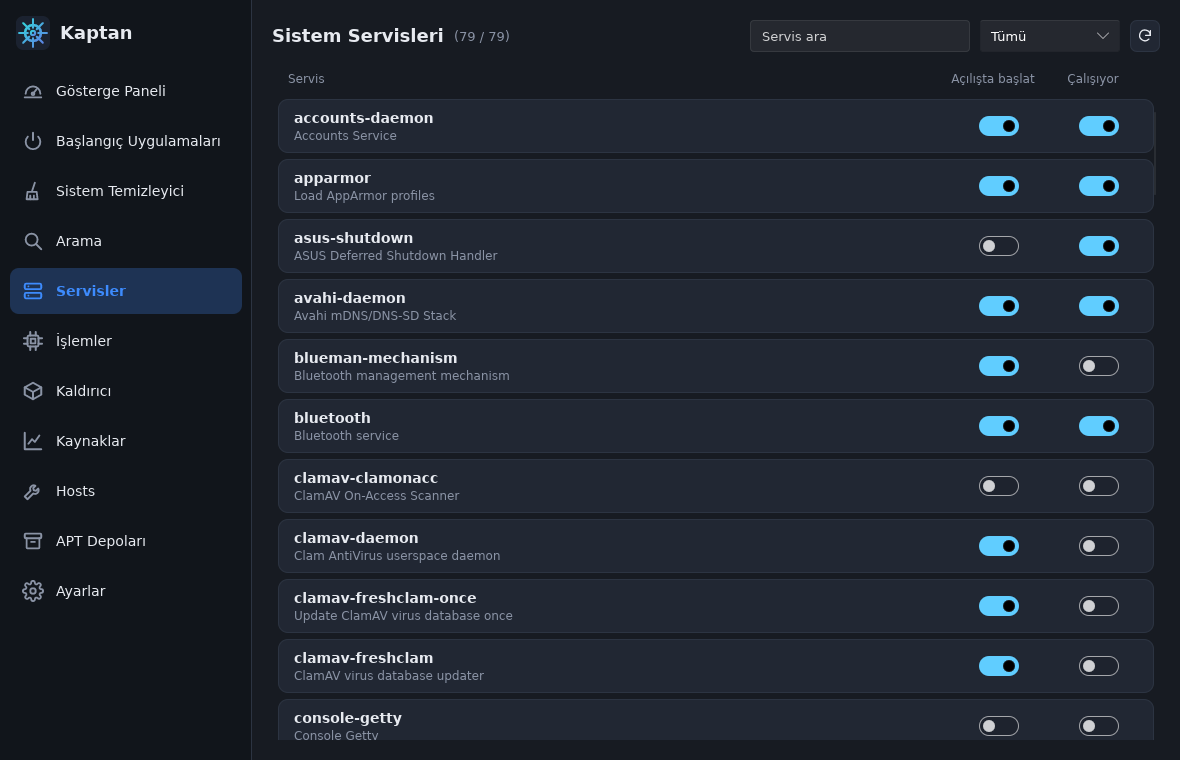 Kaptan
Gösterge Paneli
Başlangıç Uygulamaları
Sistem Temizleyici
Arama
Servisler
İşlemler
Kaldırıcı
Kaynaklar
Hosts
APT Depoları
Ayarlar
Sistem Servisleri (79 / 79)
Servis ara
Tümü
Servis Açılışta başlat Çalışıyor
accounts-daemon
Accounts Service
apparmor
Load AppArmor profiles
asus-shutdown
ASUS Deferred Shutdown Handler
avahi-daemon
Avahi mDNS/DNS-SD Stack
blueman-mechanism
Bluetooth management mechanism
bluetooth
Bluetooth service
clamav-clamonacc
ClamAV On-Access Scanner
clamav-daemon
Clam AntiVirus userspace daemon
clamav-freshclam-once
Update ClamAV virus database once
clamav-freshclam
ClamAV virus database updater
console-getty
Console Getty